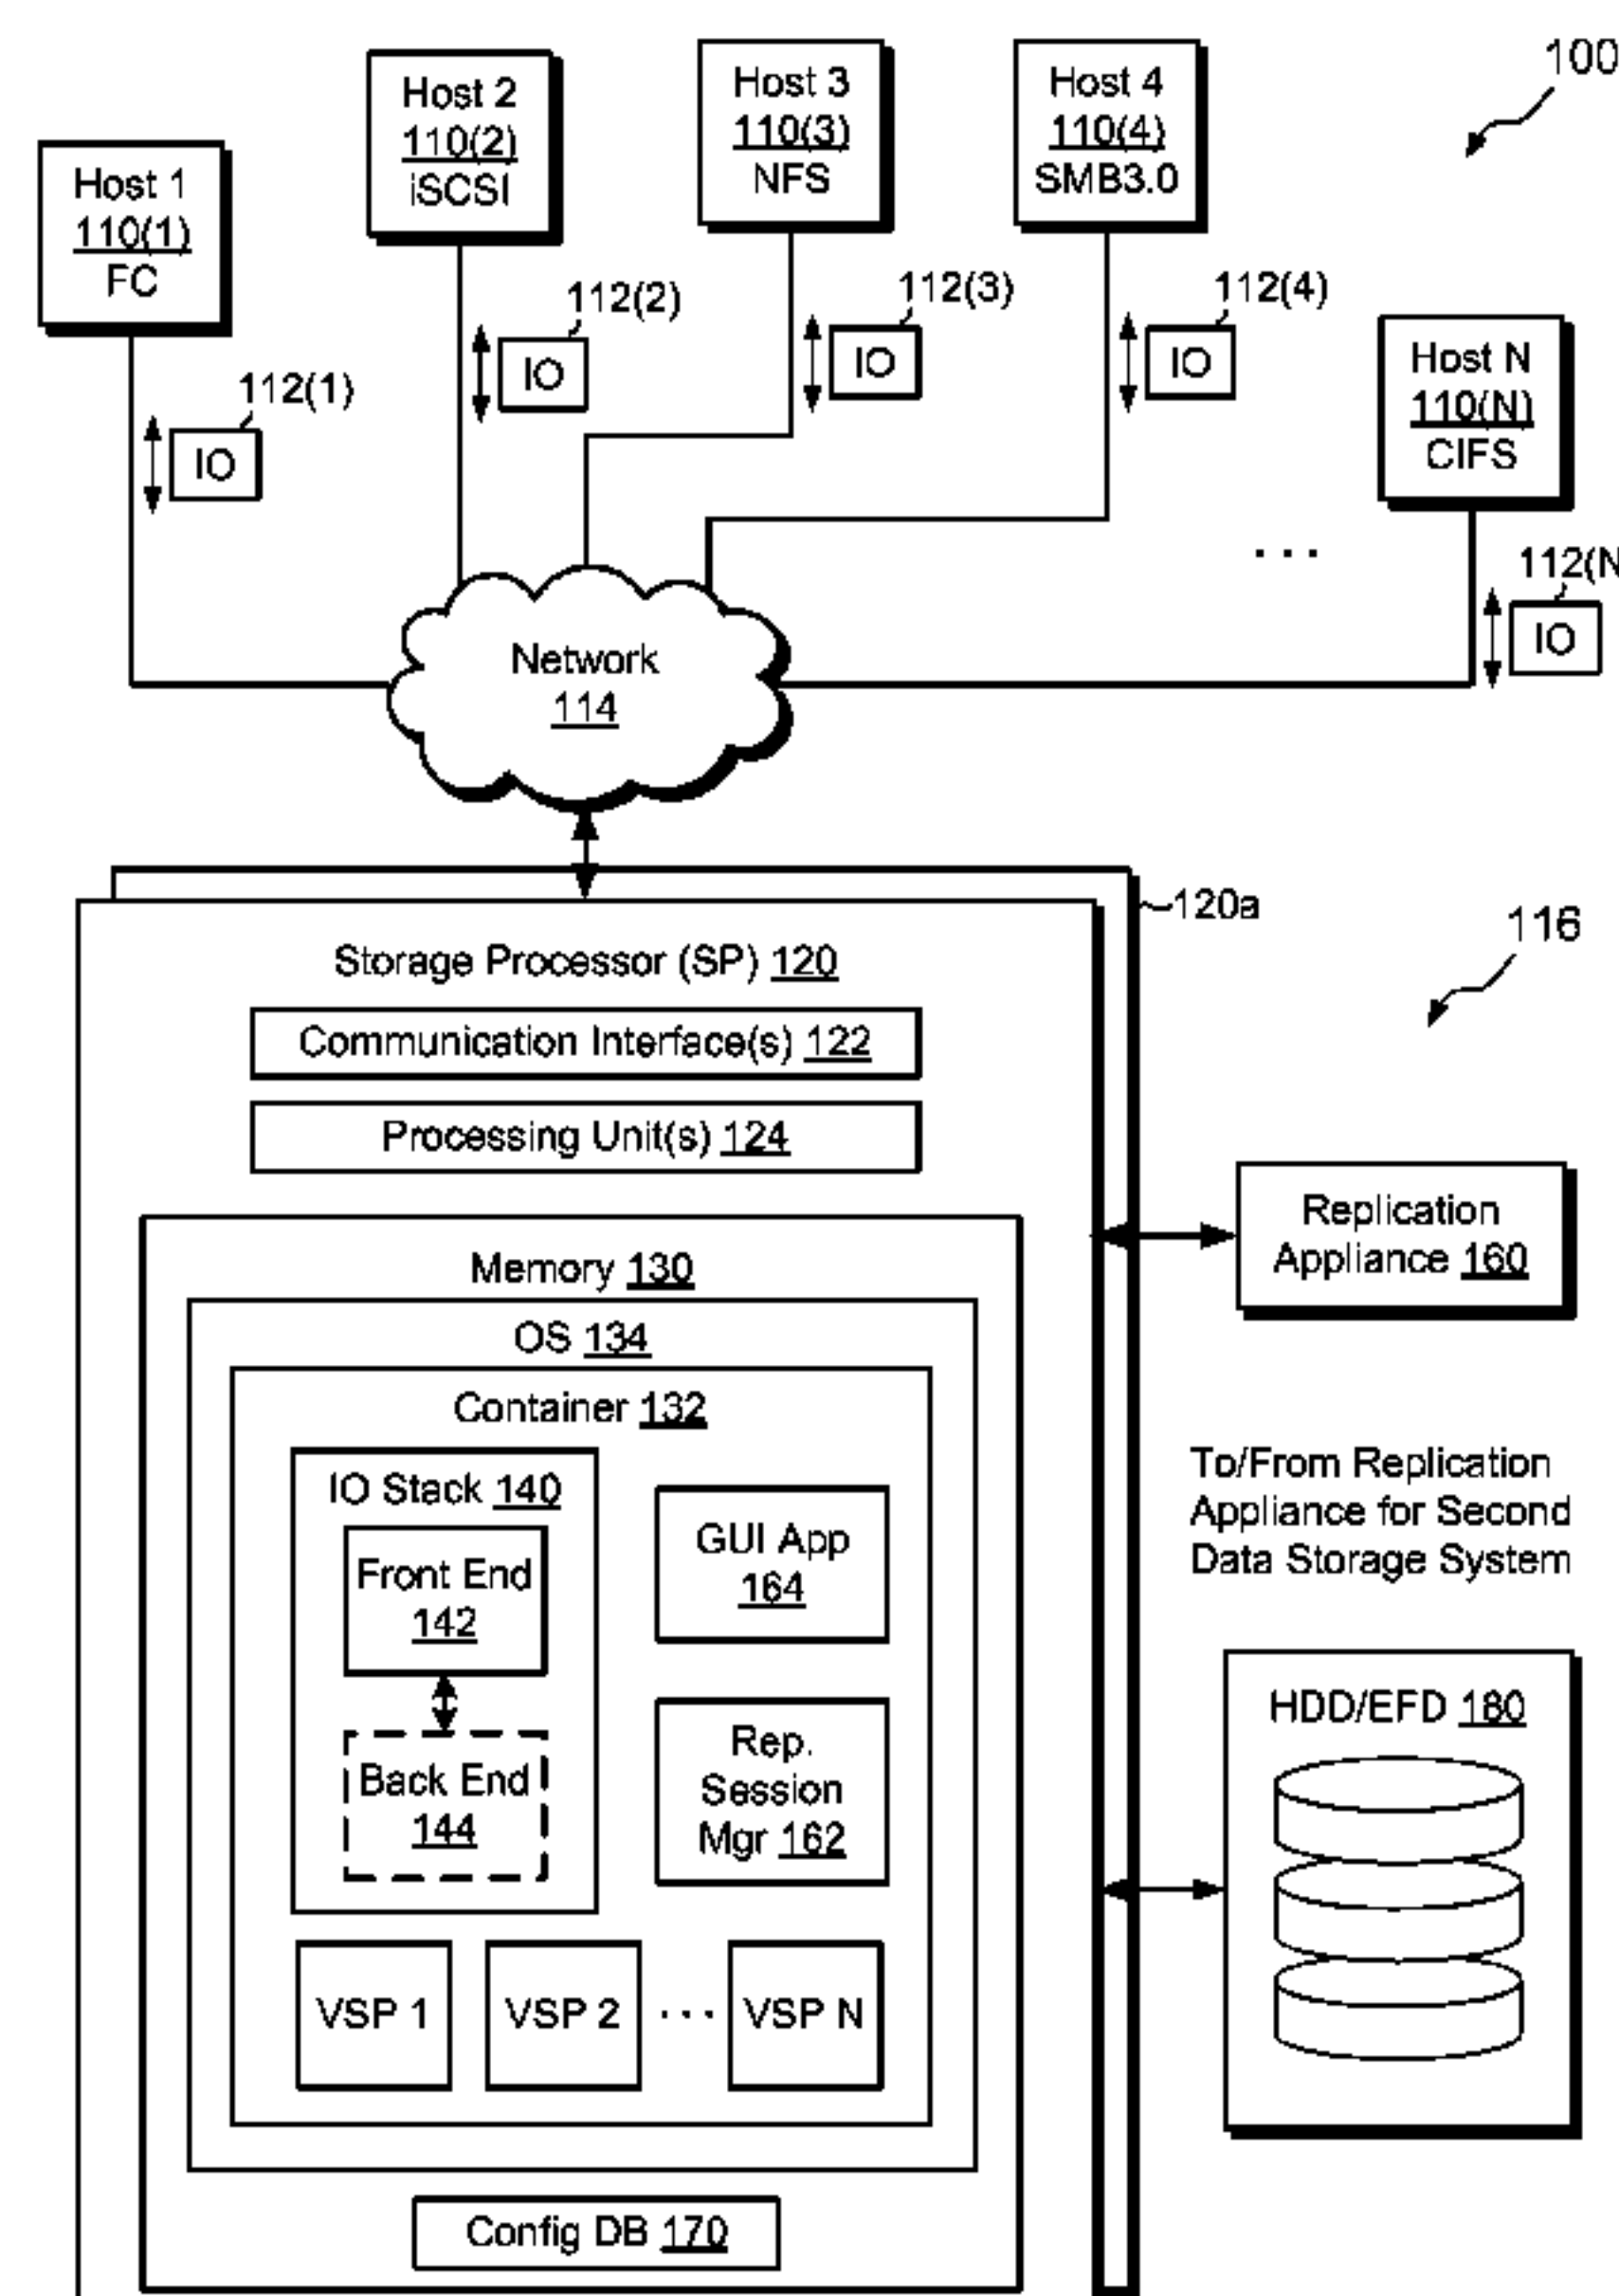 100
Host 1
110(1)
FC
Host 2
110(2)
iSCSI
Host 3
110(3)
NFS
Host 4
110(4)
SMB3.0
Host N
110(N)
CIFS
112(1)
IO
112(2)
IO
112(3)
IO
112(4)
IO
. . .
112(N
IO
Network
114
120a
116
Storage Processor (SP) 120
Communication Interface(s) 122
Processing Unit(s) 124
Memory 130
OS 134
Container 132
IO Stack 140
Front End
142
Back End
144
GUI App
164
Rep.
Session
Mgr 162
VSP 1
VSP 2
. . .
VSP N
Config DB 170
Replication
Appliance 160
To/From Replication
Appliance for Second
Data Storage System
HDD/EFD 180